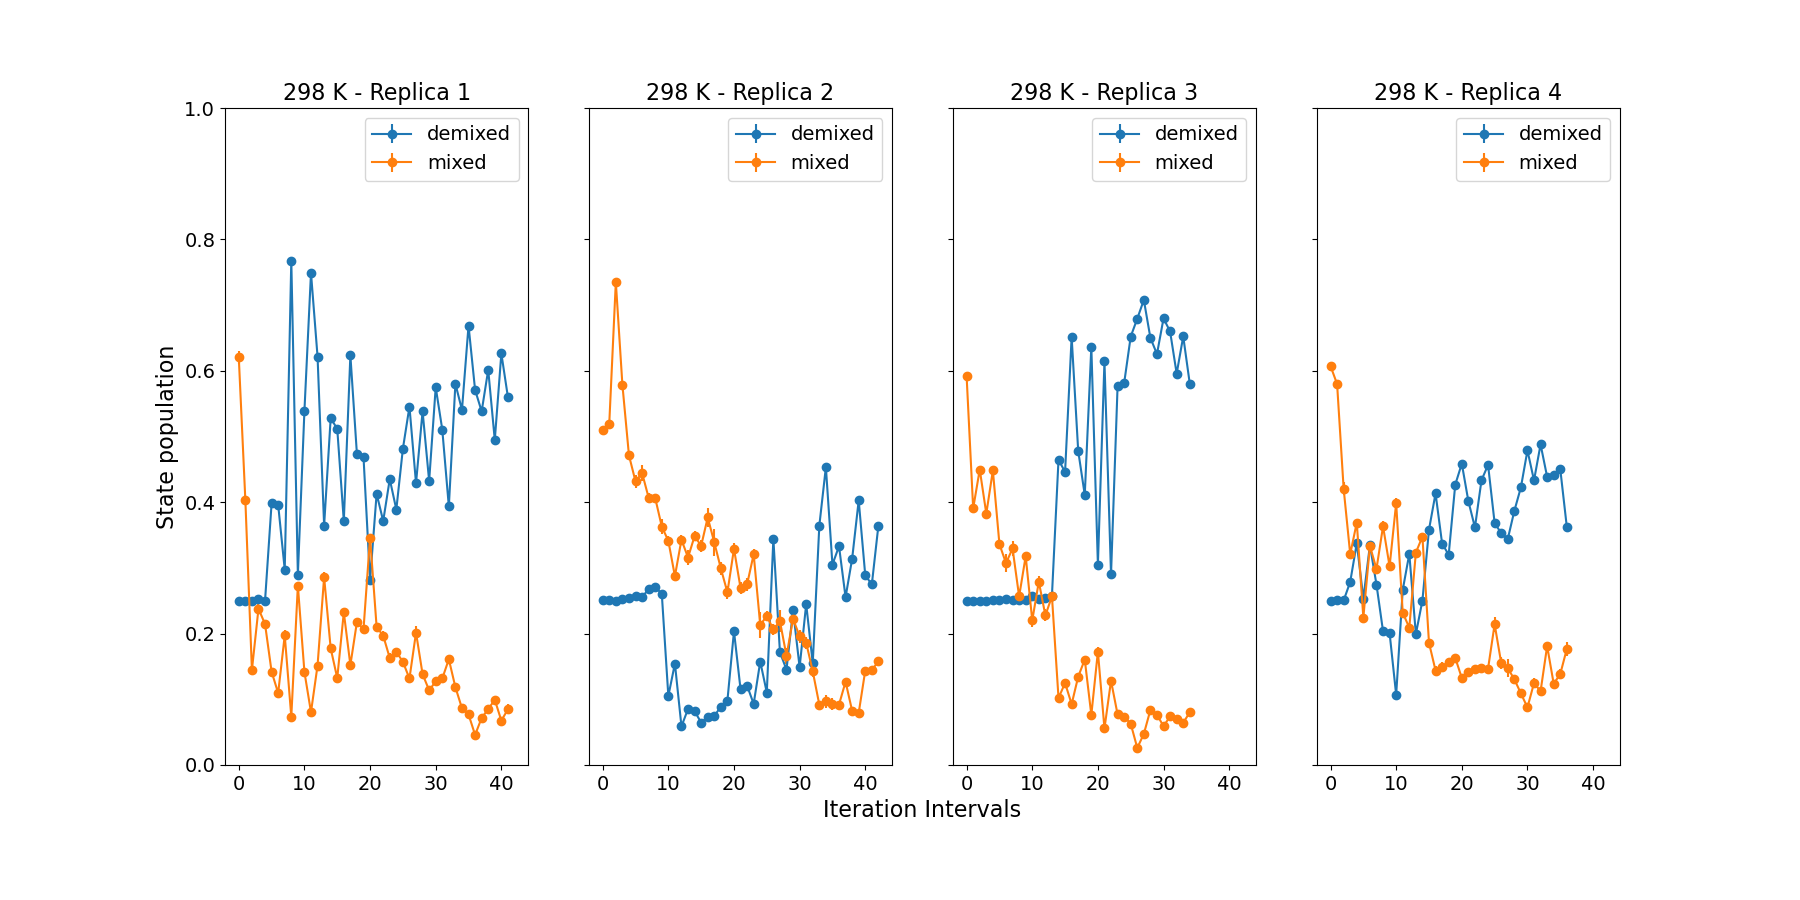 298 K - Replica 1
298 K - Replica 2
298 K - Replica 3
298 K - Replica 4
demixed
mixed
demixed
mixed
demixed
mixed
demixed
mixed
State population
1.0
0.8
0.6
0.4
0.2
0.0
0 10 20 30 40
0 10 20 30 40
0 10 20 30 40
0 10 20 30 40
Iteration Intervals